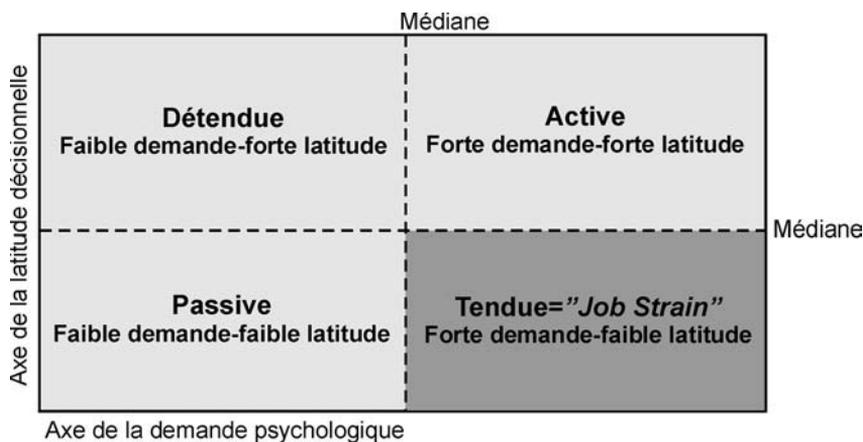 Médiane
Axe de la latitude décisionnelle
Détendue
Faible demande-forte latitude
Active
Forte demande-forte latitude
Médiane
Passive
Faible demande-faible latitude
Tendue=”Job Strain”
Forte demande-faible latitude
Axe de la demande psychologique